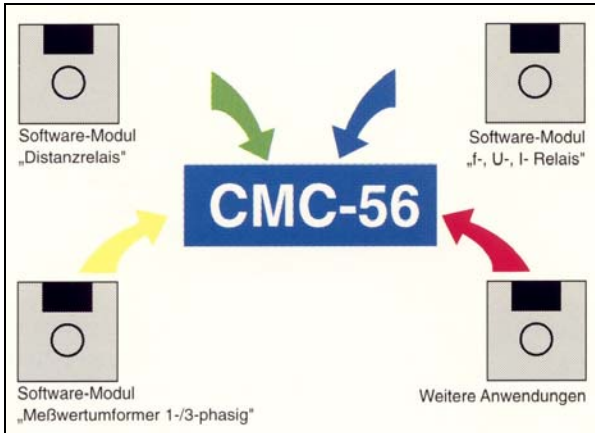 Software-Modul
„Distanzrelais"
Software-Modul
„f-, U-, I- Relais"
CMC-56
Software-Modul
„Meßwertumformer 1-/3-phasig"
Weitere Anwendungen